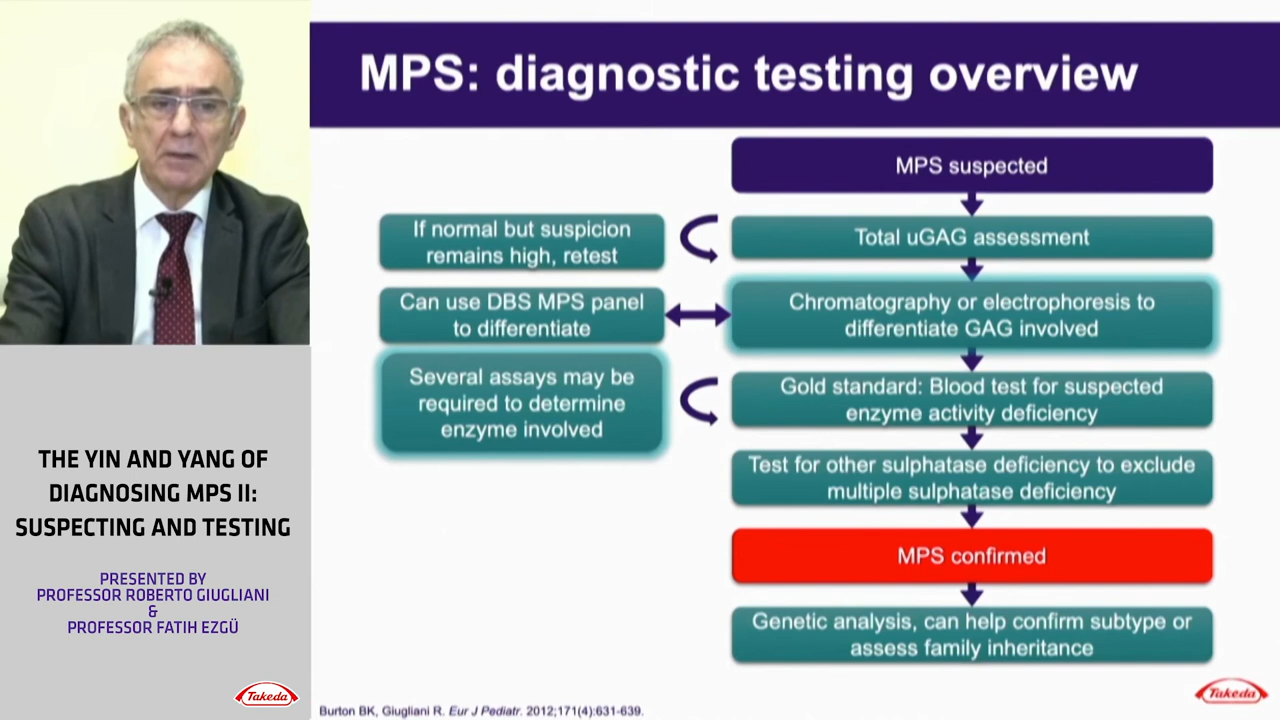 MPS: diagnostic testing overview
MPS suspected
If normal but suspicion
remains high, retest
Total uGAG assessment
Can use DBS MPS panel
to differentiate
Chromatography or electrophoresis to
differentiate GAG involved
Several assays may be
required to determine
enzyme involved
Gold standard: Blood test for suspected
enzyme activity deficiency
Test for other sulphatase deficiency to exclude
multiple sulphatase deficiency
MPS confirmed
Genetic analysis, can help confirm subtype or
assess family inheritance
THE YIN AND YANG OF
DIAGNOSING MPS II:
SUSPECTING AND TESTING
PRESENTED BY
PROFESSOR ROBERTO GIUGLIANI
&
PROFESSOR FATIH EZGÜ
Takeda
Takeda
Burton BK, Giugliani R. Eur J Pediatr. 2012;171(4):631-639.